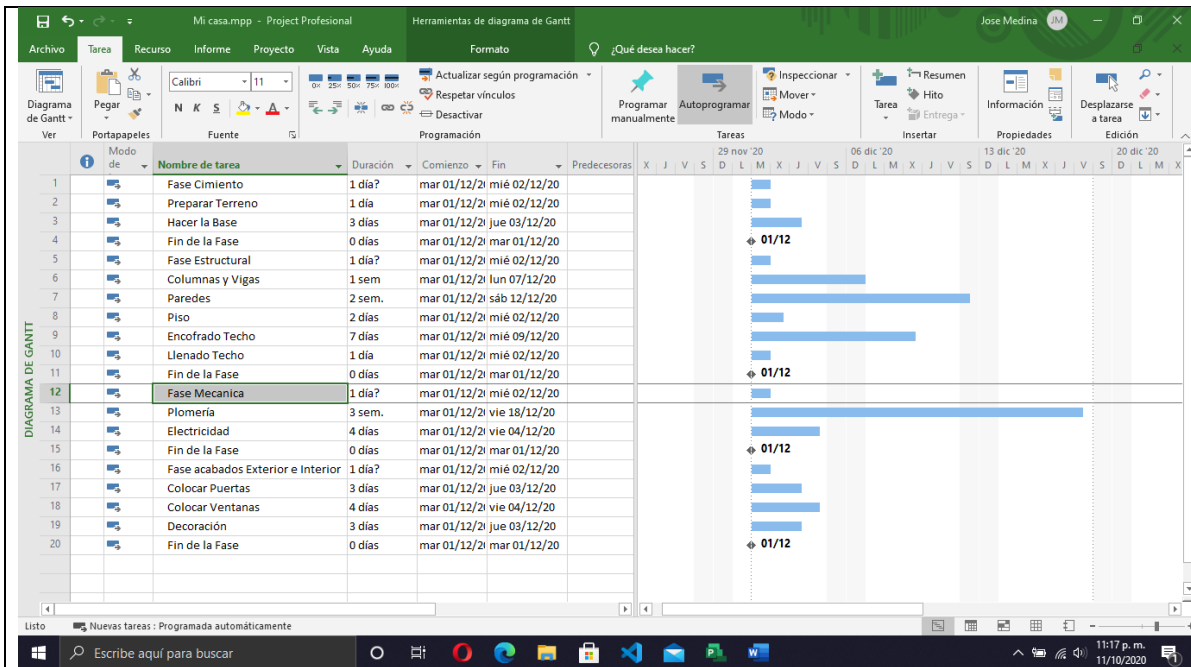 Mi casa.mpp - Project Profesional
Herramientas de diagrama de Gantt
Jose Medina JM
Archivo Tarea Recurso Informe Proyecto Vista Ayuda Formato ¿Qué desea hacer?
Diagrama de Gantt
Ver
Pegar
Portapapeles
Calibri 11
N K S A
Fuente
0× 25× 50× 75× 100×
Actualizar según programación
Respetar vínculos
Desactivar
Programación
Programar manualmente
Autoprogramar
Inspeccionar
Mover
Modo
Tareas
Tarea
Resumen
Hito
Entrega
Insertar
Información
Propiedades
Desplazarse a tarea
Edición
Modo de Nombre de tarea Duración Comienzo Fin Predecesoras
29 nov '20 06 dic '20 13 dic '20 20 dic '20
X J V S D L M X J V S D L M X J V S D L M X J V S D L M X
1 Fase Cimiento 1 día? mar 01/12/20 mié 02/12/20
2 Preparar Terreno 1 día mar 01/12/20 mié 02/12/20
3 Hacer la Base 3 días mar 01/12/20 jue 03/12/20
4 Fin de la Fase 0 días mar 01/12/20 mar 01/12/20 01/12
5 Fase Estructural 1 día? mar 01/12/20 mié 02/12/20
6 Columnas y Vigas 1 sem mar 01/12/20 lun 07/12/20
7 Paredes 2 sem. mar 01/12/20 sáb 12/12/20
8 Piso 2 días mar 01/12/20 mié 02/12/20
9 Encofrado Techo 7 días mar 01/12/20 mié 09/12/20
10 Llenado Techo 1 día mar 01/12/20 mié 02/12/20
11 Fin de la Fase 0 días mar 01/12/20 mar 01/12/20 01/12
12 Fase Mecanica 1 día? mar 01/12/20 mié 02/12/20
13 Plomería 3 sem. mar 01/12/20 vie 18/12/20
14 Electricidad 4 días mar 01/12/20 vie 04/12/20
15 Fin de la Fase 0 días mar 01/12/20 mar 01/12/20 01/12
16 Fase acabados Exterior e Interior 1 día? mar 01/12/20 mié 02/12/20
17 Colocar Puertas 3 días mar 01/12/20 jue 03/12/20
18 Colocar Ventanas 4 días mar 01/12/20 vie 04/12/20
19 Decoración 3 días mar 01/12/20 jue 03/12/20
20 Fin de la Fase 0 días mar 01/12/20 mar 01/12/20 01/12
DIAGRAMA DE GANTT
Listo Nuevas tareas : Programada automáticamente
Escribe aquí para buscar
11:17 p. m.
11/10/2020